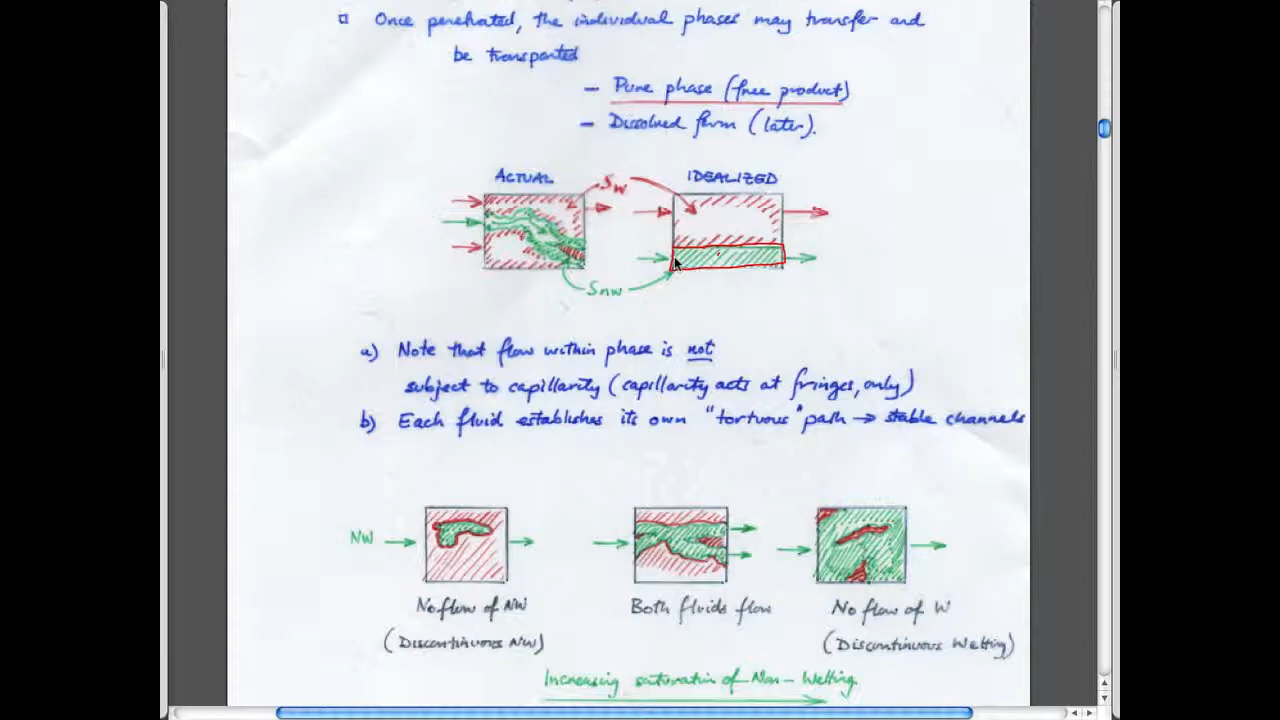 Once penetrated, the individual phases may transfer and
be transported
— Pure phase (free product)
— Dissolved form (later).
ACTUAL
Sw
IDEALIZED
Snw
a) Note that flow within phase is not
subject to capillarity (capillarity acts at fringes, only)
b) Each fluid establishes its own "tortuous" path → stable channels
NW
No flow of NW
Both fluids flow
No flow of W
(Discontinuous NW)
(Discontinuous Wetting)
Increasing saturation of Non-Wetting.